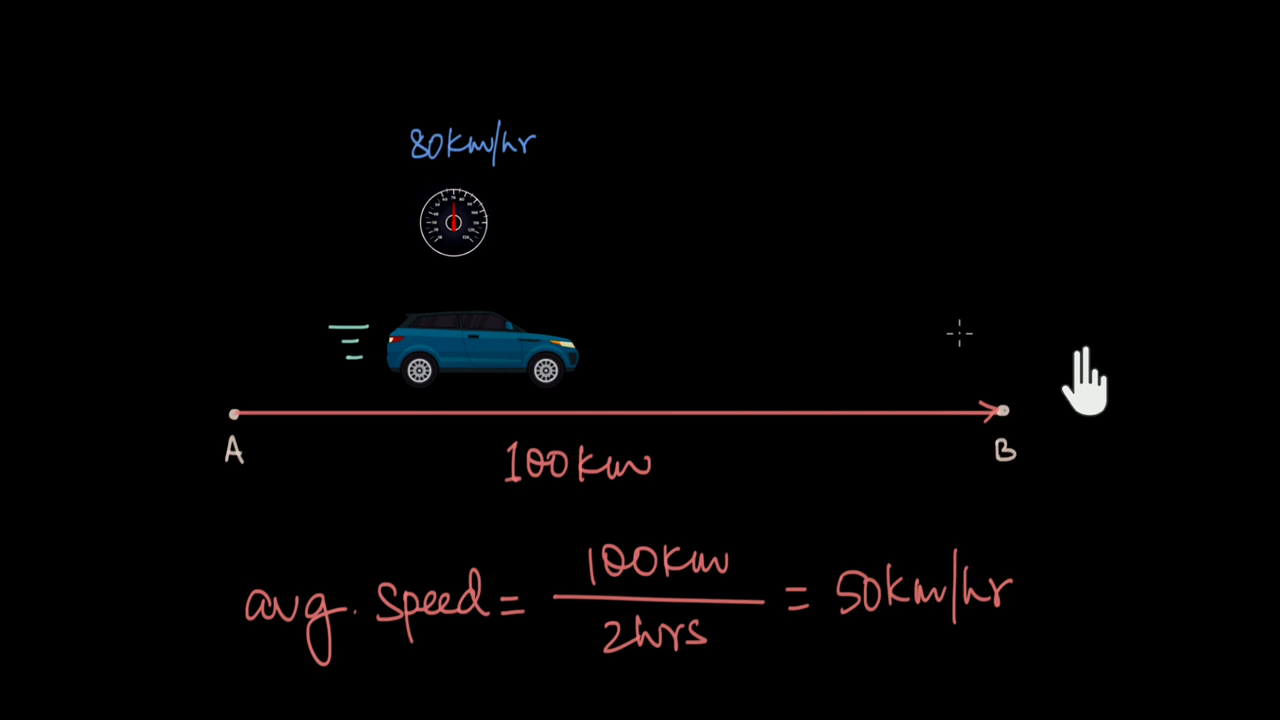 80km/hr
A
B
100km
avg. speed = 100km / 2hrs = 50km/hr